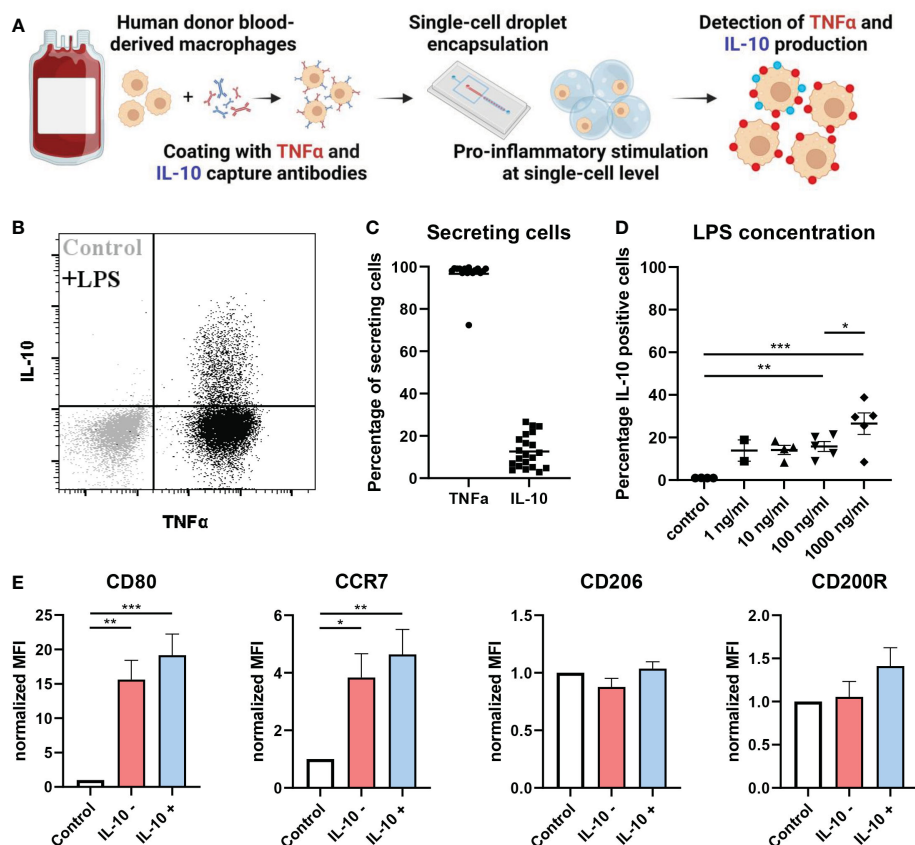 A
Human donor blood-
derived macrophages
+
Coating with TNFα and
IL-10 capture antibodies
Single-cell droplet
encapsulation
Pro-inflammatory stimulation
at single-cell level
Detection of TNFα and
IL-10 production
B
Control
+LPS
IL-10
TNFα
C
Secreting cells
Percentage of secreting cells
100
80
60
40
20
0
TNFa IL-10
D
LPS concentration
Percentage IL-10 positive cells
100
80
60
40
20
0
*
***
**
control
1 ng/ml
10 ng/ml
100 ng/ml
1000 ng/ml
E
CD80
normalized MFI
25
20
15
10
5
0
***
**
Control
IL-10 -
IL-10 +
CCR7
normalized MFI
6
4
2
0
**
*
Control
IL-10 -
IL-10 +
CD206
normalized MFI
1.5
1.0
0.5
0.0
Control
IL-10 -
IL-10 +
CD200R
normalized MFI
2.0
1.5
1.0
0.5
0.0
Control
IL-10 -
IL-10 +